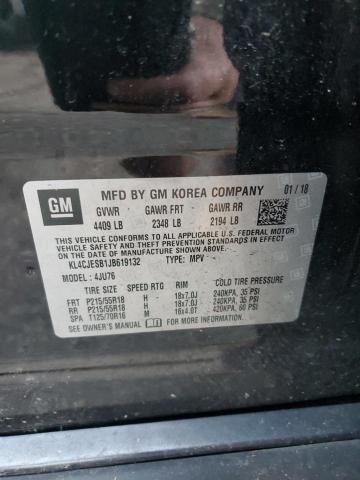 GM
MFD BY GM KOREA COMPANY 01/18
GVWR GAWR FRT GAWR RR
4409 LB 2348 LB 2194 LB
THIS VEHICLE CONFORMS TO ALL APPLICABLE U.S. FEDERAL MOTOR
VEHICLE SAFETY AND THEFT PREVENTION STANDARDS IN EFFECT ON
THE DATE OF MANUFACTURE SHOWN ABOVE.
KL4CJESB1JB619132 TYPE: MPV
MODEL: 4JU76
TIRE SIZE SPEED RTG RIM COLD TIRE PRESSURE
FRT P215/55R18 H 18x7.0J 240KPA, 35 PSI
RR P215/55R18 H 18x7.0J 240KPA, 35 PSI
SPA T125/70R16 M 16x4.0T 420KPA, 60 PSI
SEE OWNER'S MANUAL FOR ADDITIONAL INFORMATION.